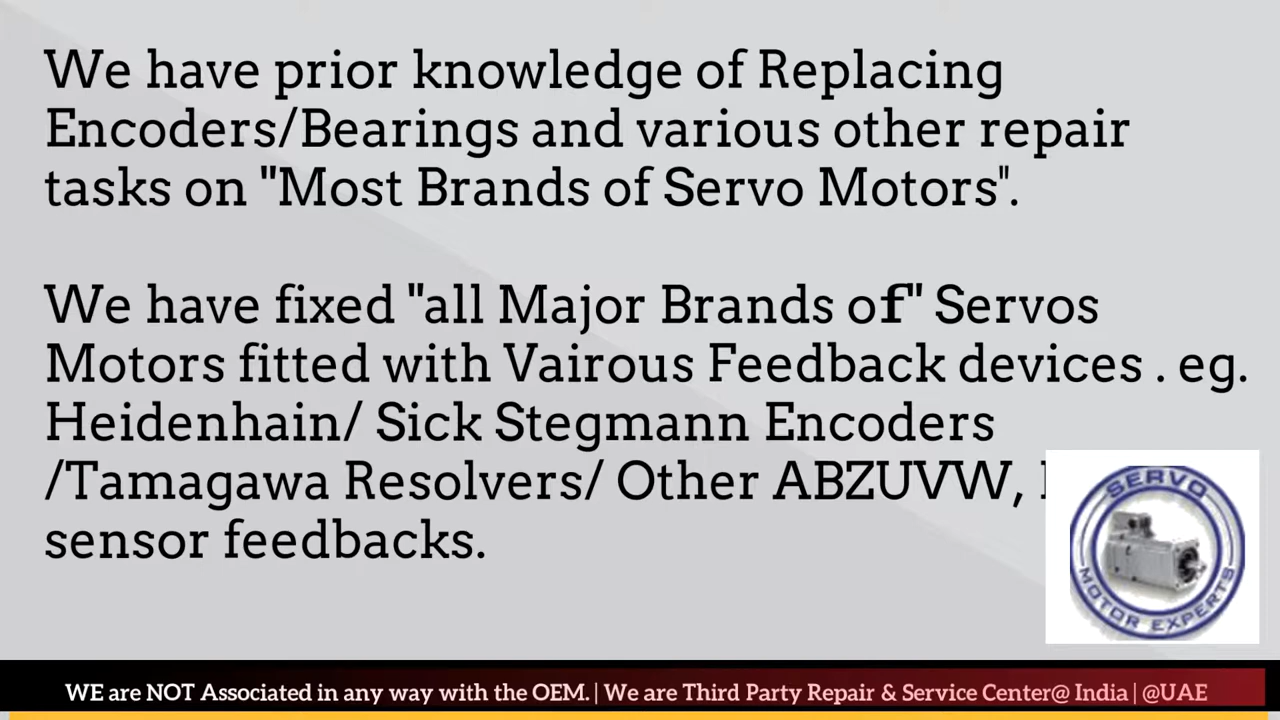 We have prior knowledge of Replacing
Encoders/Bearings and various other repair
tasks on "Most Brands of Servo Motors".
We have fixed "all Major Brands of" Servos
Motors fitted with Vairous Feedback devices . eg.
Heidenhain/ Sick Stegmann Encoders
/Tamagawa Resolvers/ Other ABZUVW,
sensor feedbacks.
SERVO
MOTOR EXPERTS
WE are NOT Associated in any way with the OEM. | We are Third Party Repair & Service Center@ India | @UAE